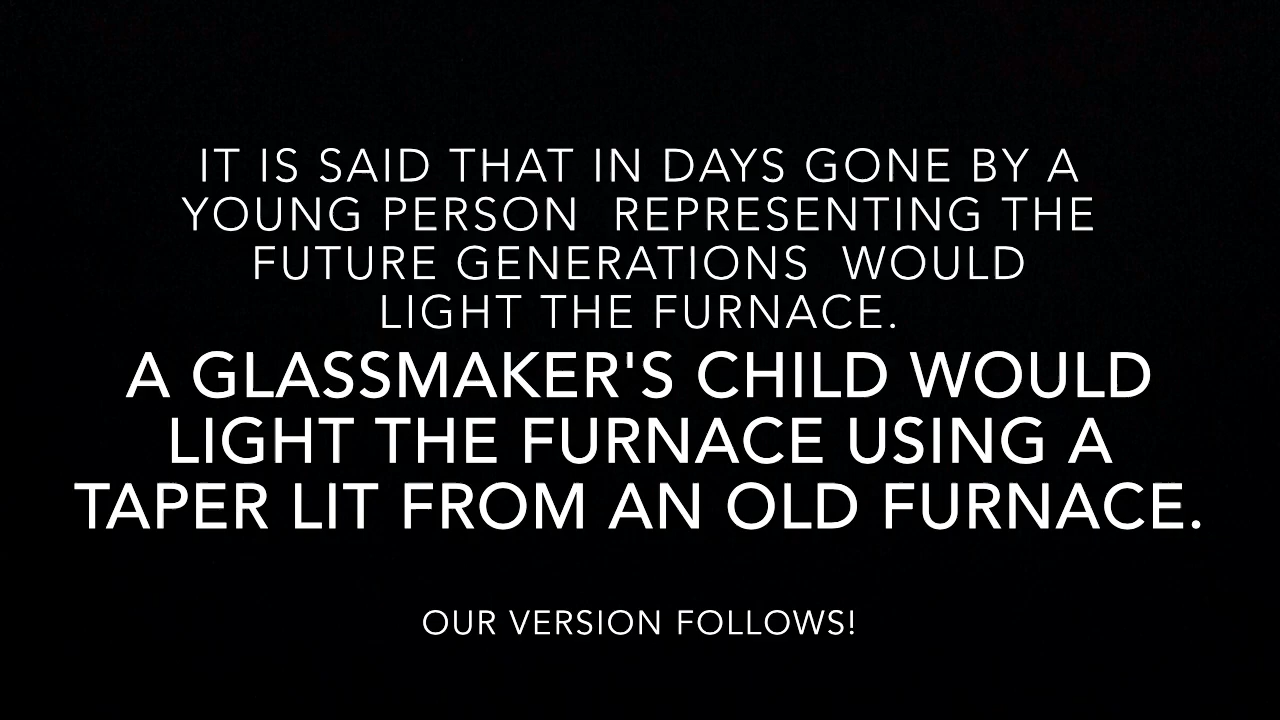 IT IS SAID THAT IN DAYS GONE BY A
YOUNG PERSON  REPRESENTING THE
FUTURE GENERATIONS  WOULD
LIGHT THE FURNACE.
A GLASSMAKER'S CHILD WOULD
LIGHT THE FURNACE USING A
TAPER LIT FROM AN OLD FURNACE.
OUR VERSION FOLLOWS!